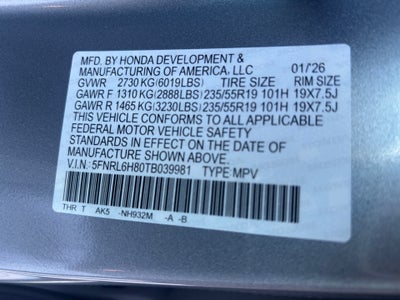 MFD. BY HONDA DEVELOPMENT &
MANUFACTURING OF AMERICA, LLC 01/26
GVWR 2730 KG (6019LBS) TIRE SIZE RIM SIZE
GAWR F 1310 KG (2888LBS) 235/55R19 101H 19X7.5J
GAWR R 1465 KG (3230LBS) 235/55R19 101H 19X7.5J
THIS VEHICLE CONFORMS TO ALL APPLICABLE
FEDERAL MOTOR VEHICLE SAFETY
STANDARDS IN EFFECT ON THE DATE OF
MANUFACTURE SHOWN ABOVE.
V.I.N.: 5FNRL6H80TB039981 TYPE MPV
THR T AK5 -NH932M -A -B